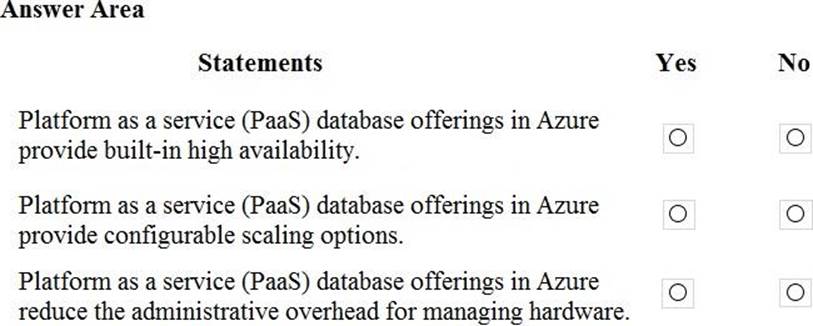 Answer Area
Statements Yes No
Platform as a service (PaaS) database offerings in Azure
provide built-in high availability.
Platform as a service (PaaS) database offerings in Azure
provide configurable scaling options.
Platform as a service (PaaS) database offerings in Azure
reduce the administrative overhead for managing hardware.